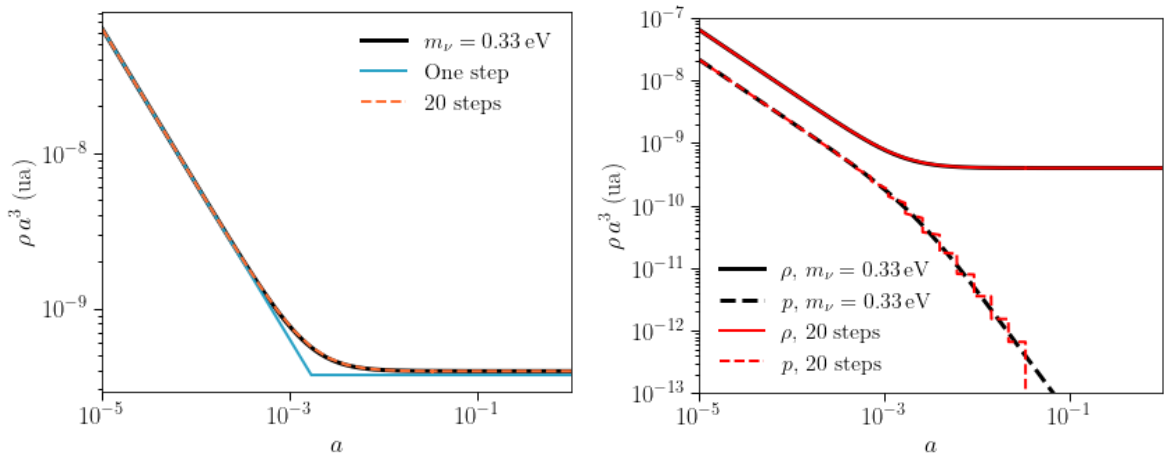 10⁻⁸
10⁻⁹
ρ a³ (ua)
m_ν = 0.33 eV
One step
20 steps
10⁻⁵
10⁻³
10⁻¹
a
10⁻⁷
10⁻⁸
10⁻⁹
10⁻¹⁰
10⁻¹¹
10⁻¹²
10⁻¹³
ρ a³ (ua)
ρ, m_ν = 0.33 eV
p, m_ν = 0.33 eV
ρ, 20 steps
p, 20 steps
10⁻⁵
10⁻³
10⁻¹
a